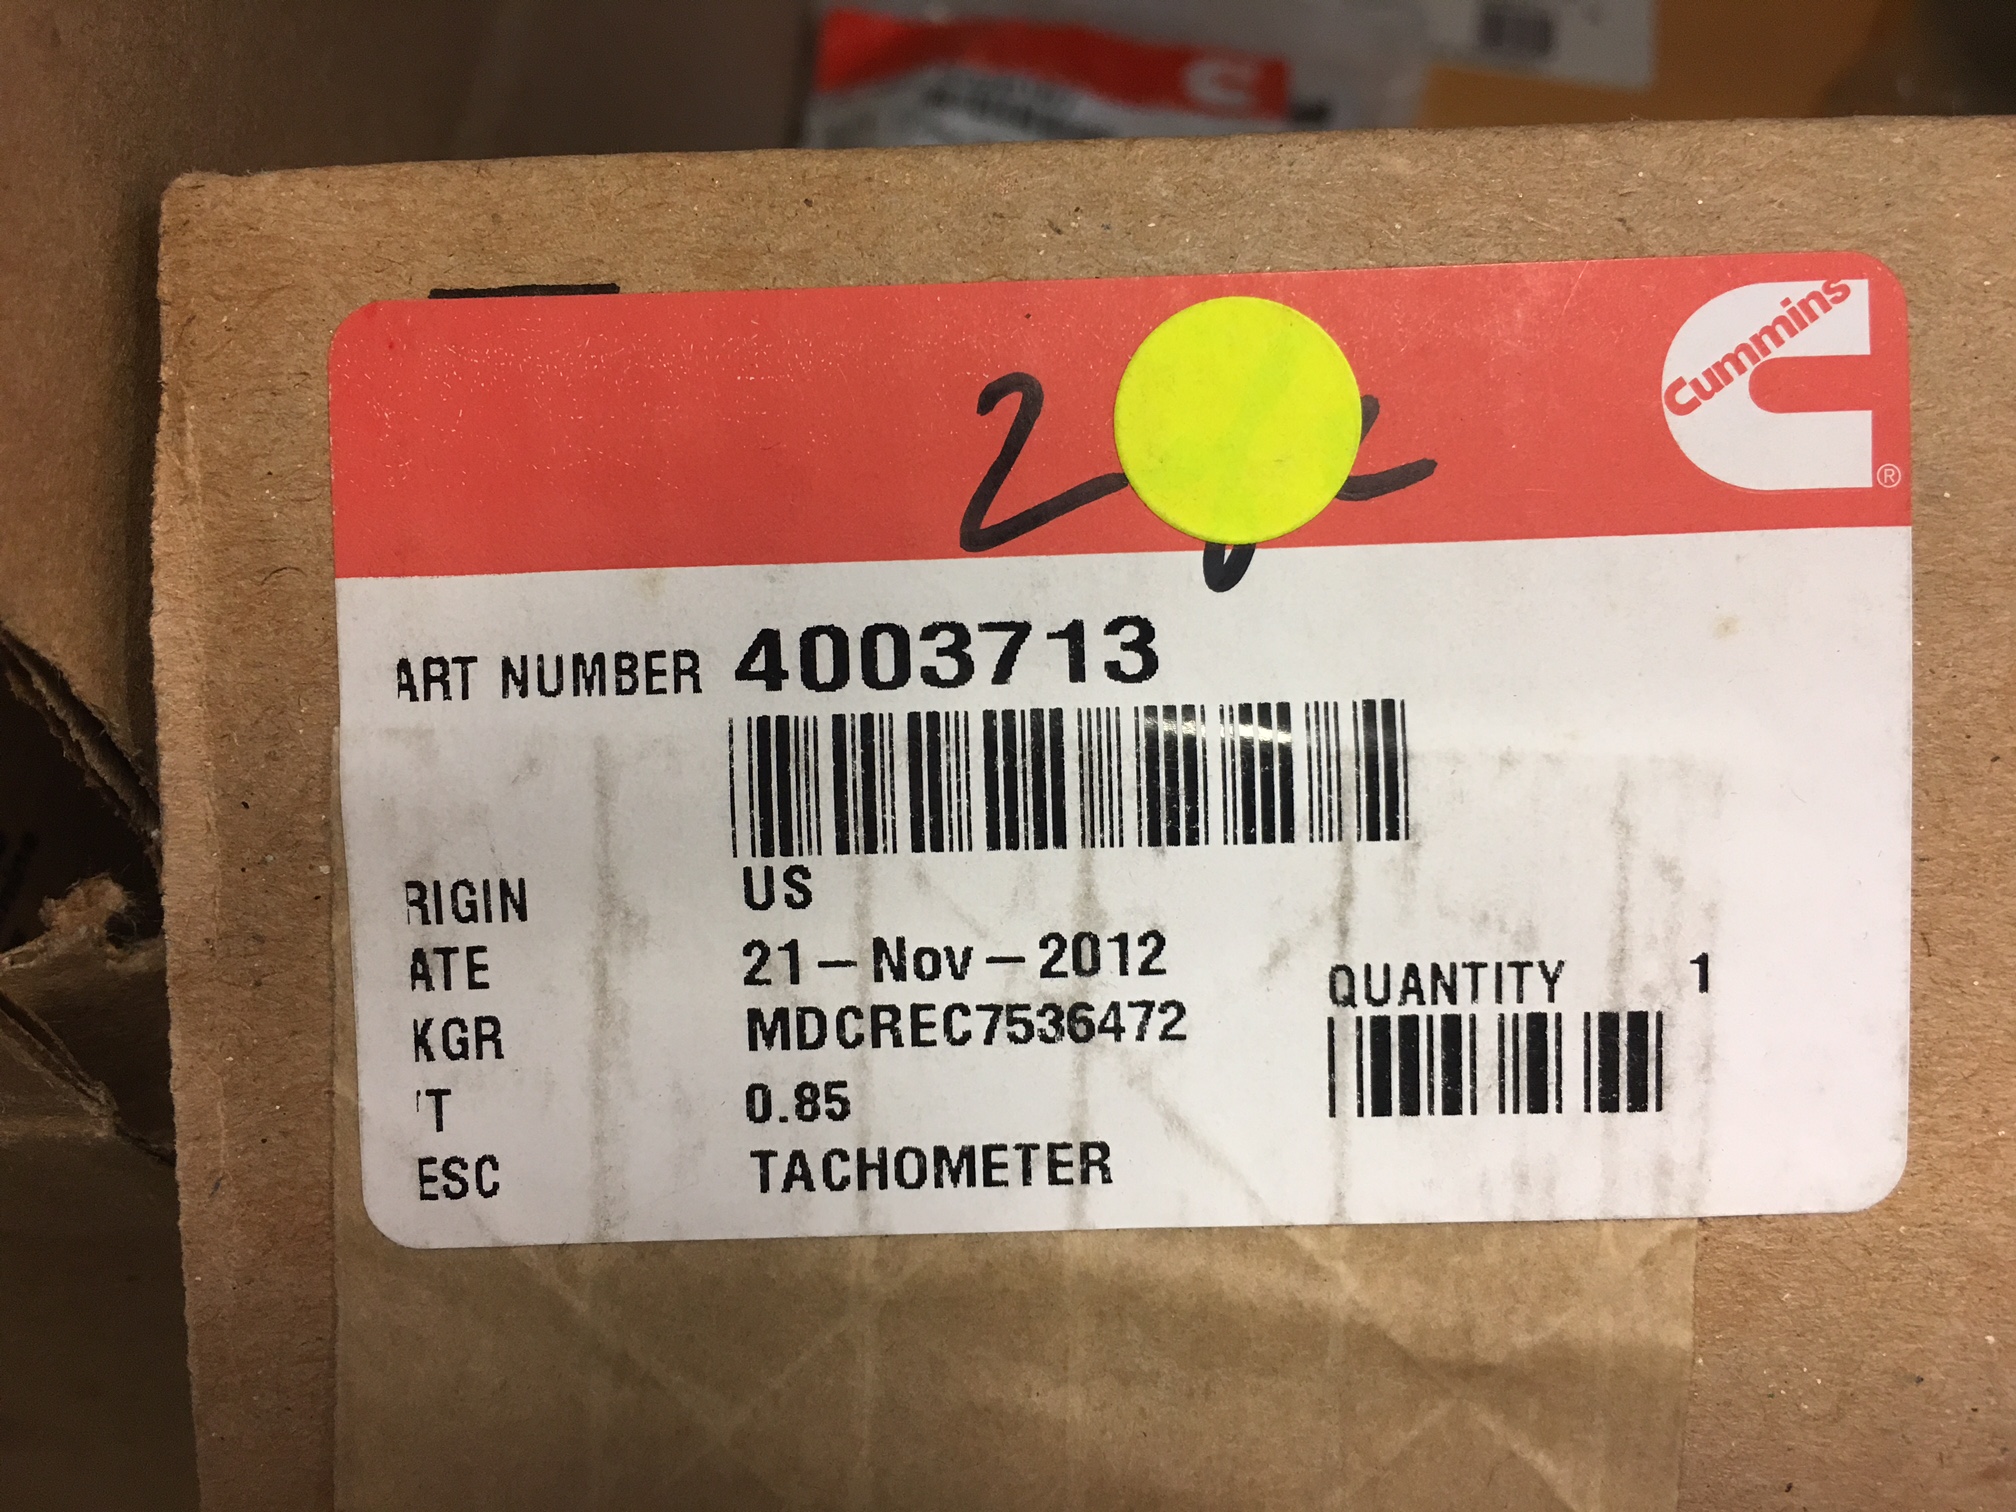 Cummins
®
ART NUMBER 4003713
RIGIN US
ATE 21-Nov-2012
QUANTITY 1
KGR MDCREC7536472
'T 0.85
ESC TACHOMETER